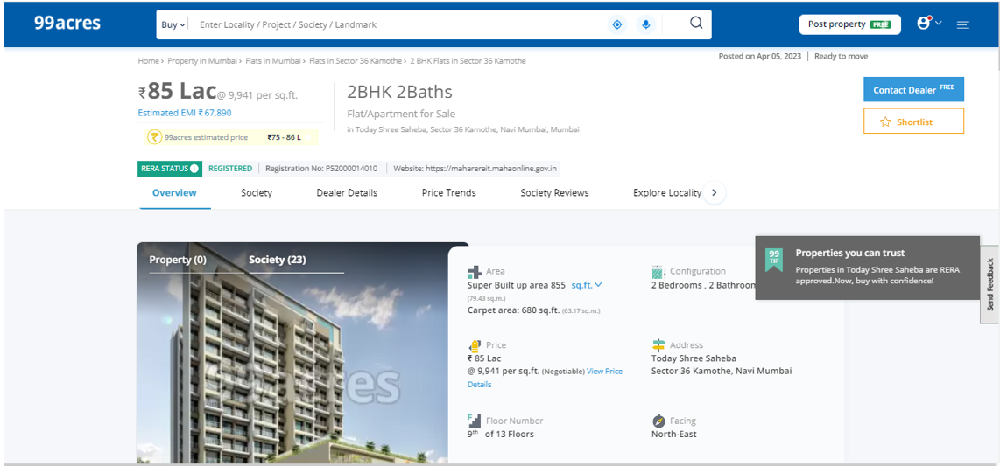 99acres
Buy
Enter Locality / Project / Society / Landmark
Post property FREE
Home › Property in Mumbai › Flats in Mumbai › Flats in Sector 36 Kamothe › 2 BHK Flats in Sector 36 Kamothe
Posted on Apr 05, 2023 | Ready to move
₹85 Lac @ 9,941 per sq.ft.
Estimated EMI ₹ 67,890
99acres estimated price ₹75 - 86 L
2BHK 2Baths
Flat/Apartment for Sale
in Today Shree Saheba, Sector 36 Kamothe, Navi Mumbai, Mumbai
Contact Dealer FREE
Shortlist
RERA STATUS REGISTERED | Registration No: P52000014010 | Website: https://maharerait.mahaonline.gov.in
Overview Society Dealer Details Price Trends Society Reviews Explore Locality
Property (0) Society (23)
99acres
Area
Super Built up area 855 sq.ft.
(79.43 sq.m.)
Carpet area: 680 sq.ft. (63.17 sq.m.)
Configuration
2 Bedrooms , 2 Bathroon
Price
₹ 85 Lac
@ 9,941 per sq.ft. (Negotiable) View Price
Details
Address
Today Shree Saheba
Sector 36 Kamothe, Navi Mumbai
Floor Number
9th of 13 Floors
Facing
North-East
99
TIP
Properties you can trust
Properties in Today Shree Saheba are RERA
approved.Now, buy with confidence!
Send Feedback